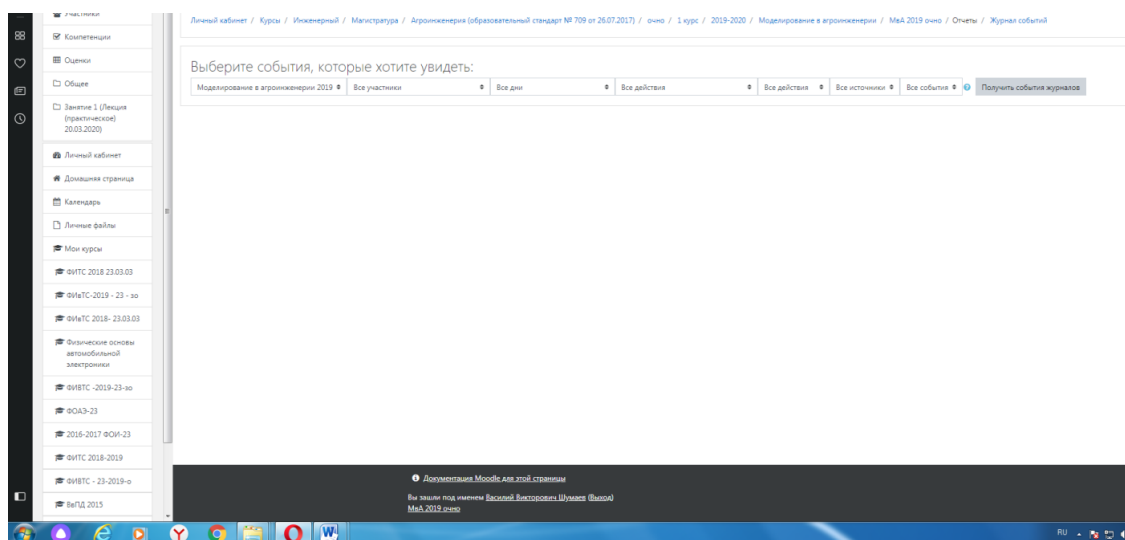 Участники
Компетенции
Оценки
Общее
Занятие 1 (Лекция
(практическое)
20.03.2020)
Личный кабинет
Домашняя страница
Календарь
Личные файлы
Мои курсы
ФИТС 2018 23.03.03
ФИвТС-2019 - 23 - зо
ФИвТС 2018- 23.03.03
Физические основы
автомобильной
электроники
ФИВТС -2019-23-зо
ФОАЭ-23
2016-2017 ФОИ-23
ФИТС 2018-2019
ФИВТС - 23-2019-о
ВеПД 2015
Личный кабинет / Курсы / Инженерный / Магистратура / Агроинженерия (образовательный стандарт № 709 от 26.07.2017) / очно / 1 курс / 2019-2020 / Моделирование в агроинженерии / МвА 2019 очно / Отчеты / Журнал событий
Выберите события, которые хотите увидеть:
Моделирование в агроинженерии 2019 Все участники Все дни Все действия Все действия Все источники Все события Получить события журналов
Документация Moodle для этой страницы
Вы зашли под именем Василий Викторович Шумаев (Выход)
МвА 2019 очно
RU